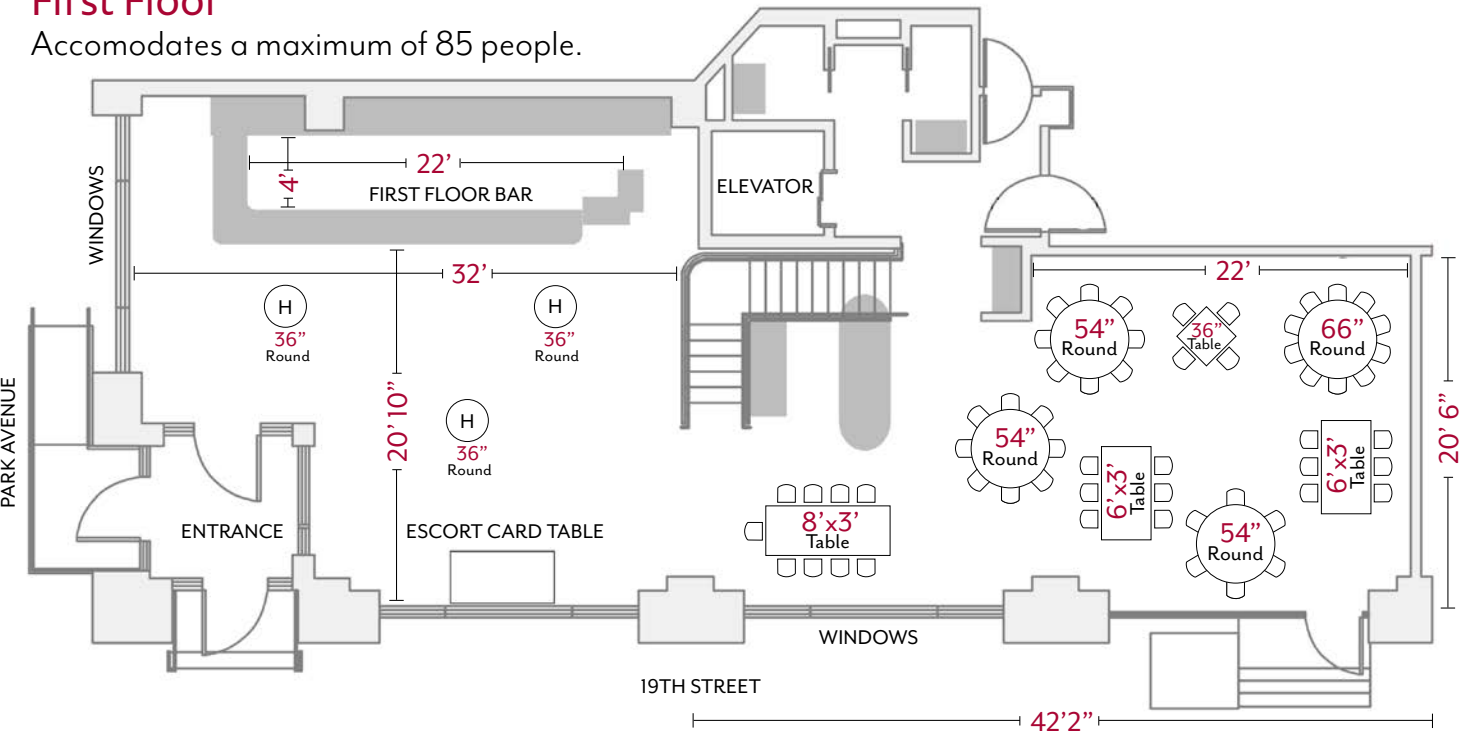 First Floor
Accomodates a maximum of 85 people.
WINDOWS
22'
4'
FIRST FLOOR BAR
ELEVATOR
32'
22'
H
36”
Round
H
36”
Round
54”
Round
36”
Table
66”
Round
PARK AVENUE
20' 10”
H
36”
Round
54”
Round
6'x3'
Table
6'x3'
Table
20' 6”
ENTRANCE
ESCORT CARD TABLE
8'x3'
Table
54”
Round
WINDOWS
19TH STREET
42'2”